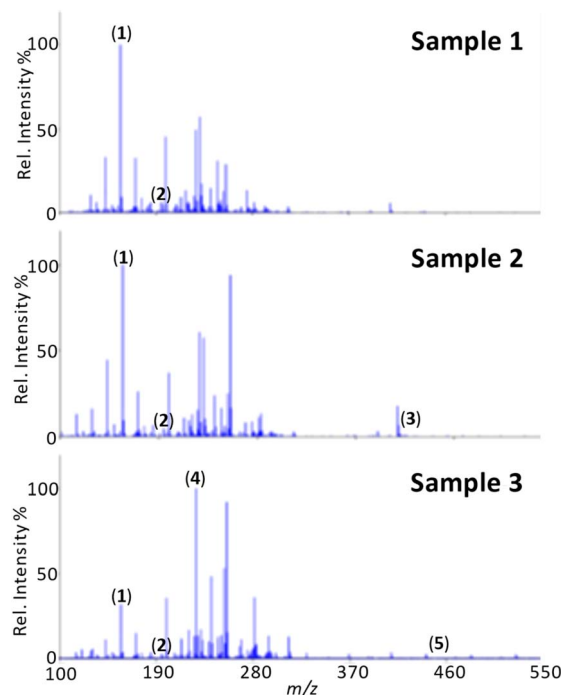 Sample 1
Rel. Intensity %
100
50
0
(1)
(2)
Sample 2
Rel. Intensity %
100
50
0
(1)
(2)
(3)
Sample 3
Rel. Intensity %
100
50
0
(4)
(1)
(2)
(5)
100 190 280 370 460 550
m/z